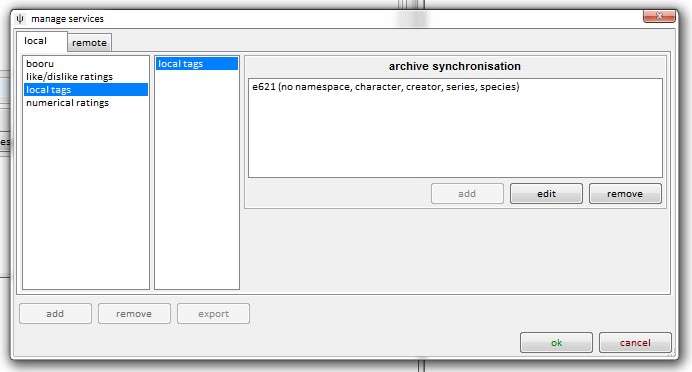 manage services
local
remote
booru
like/dislike ratings
local tags
numerical ratings
local tags
archive synchronisation
e621 (no namespace, character, creator, series, species)
add
edit
remove
add
remove
export
ok
cancel
es